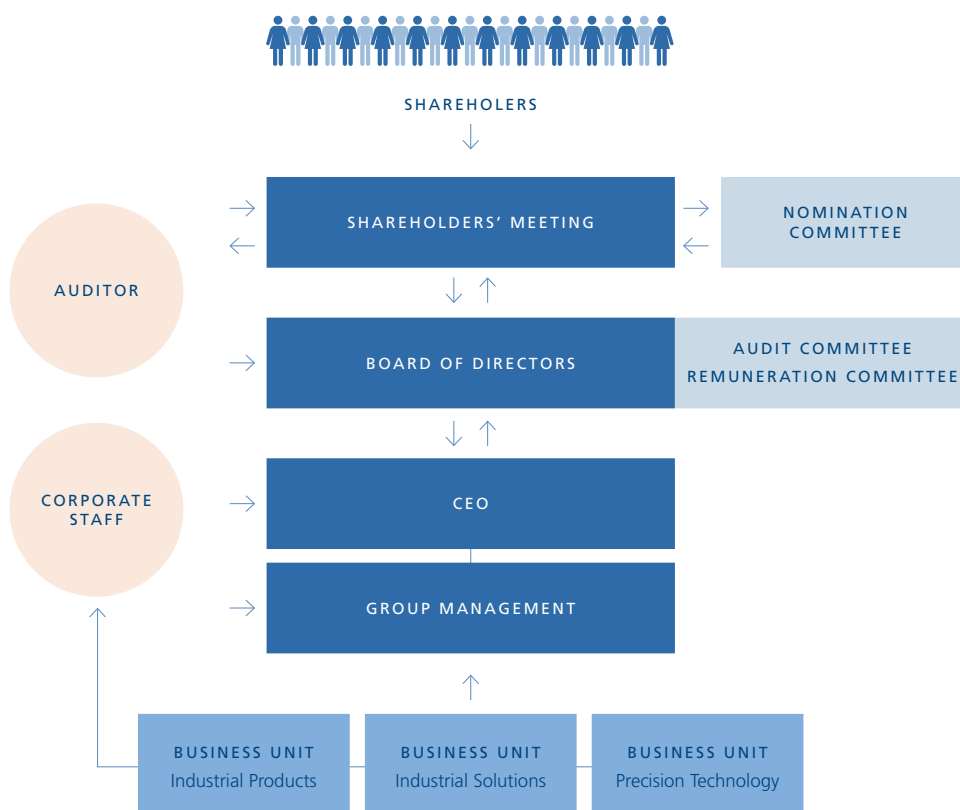 SHAREHOLERS
SHAREHOLDERS’ MEETING
NOMINATION
COMMITTEE
AUDITOR
BOARD OF DIRECTORS
AUDIT COMMITTEE
REMUNERATION COMMITTEE
CORPORATE
STAFF
CEO
GROUP MANAGEMENT
BUSINESS UNIT
Industrial Products
BUSINESS UNIT
Industrial Solutions
BUSINESS UNIT
Precision Technology